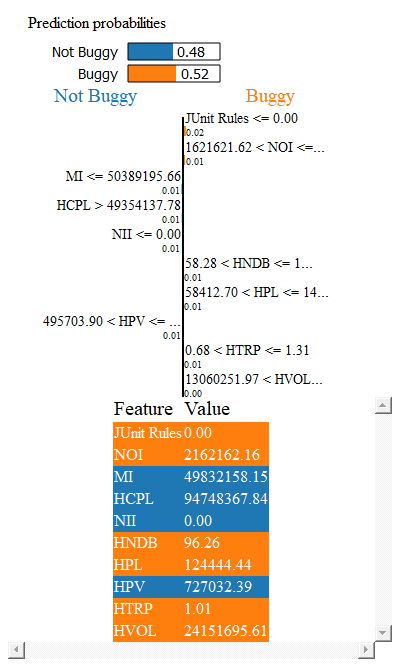 Prediction probabilities
Not Buggy 0.48
Buggy 0.52
Not Buggy Buggy
JUnit Rules <= 0.00
0.02
1621621.62 < NOI <=...
0.01
MI <= 50389195.66
0.01
HCPL > 49354137.78
0.01
NII <= 0.00
0.01
58.28 < HNDB <= 1...
0.01
58412.70 < HPL <= 14...
0.01
495703.90 < HPV <= ...
0.01
0.68 < HTRP <= 1.31
0.01
13060251.97 < HVOL...
0.00
Feature Value
JUnit Rules 0.00
NOI 2162162.16
MI 49832158.15
HCPL 94748367.84
NII 0.00
HNDB 96.26
HPL 124444.44
HPV 727032.39
HTRP 1.01
HVOL 24151695.61